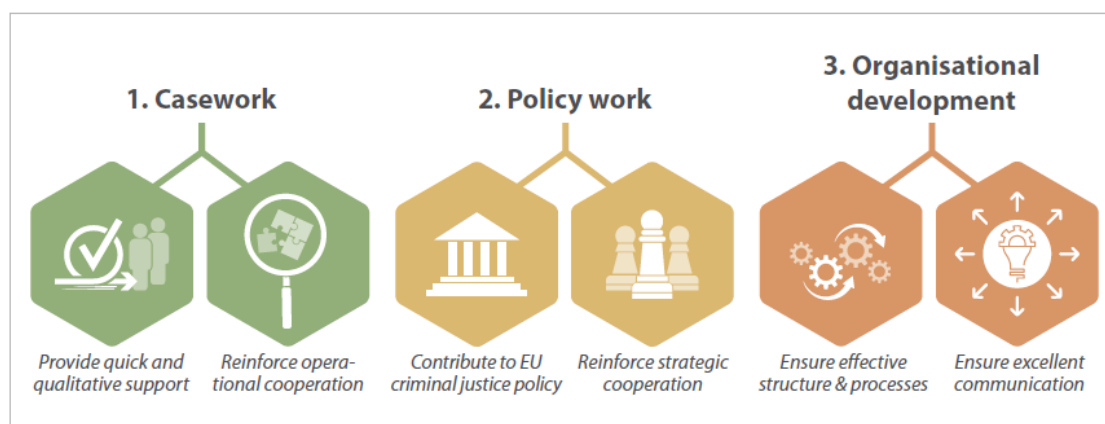 1. Casework
2. Policy work
3. Organisational
development
Provide quick and
qualitative support
Reinforce opera-
tional cooperation
Contribute to EU
criminal justice policy
Reinforce strategic
cooperation
Ensure effective
structure & processes
Ensure excellent
communication